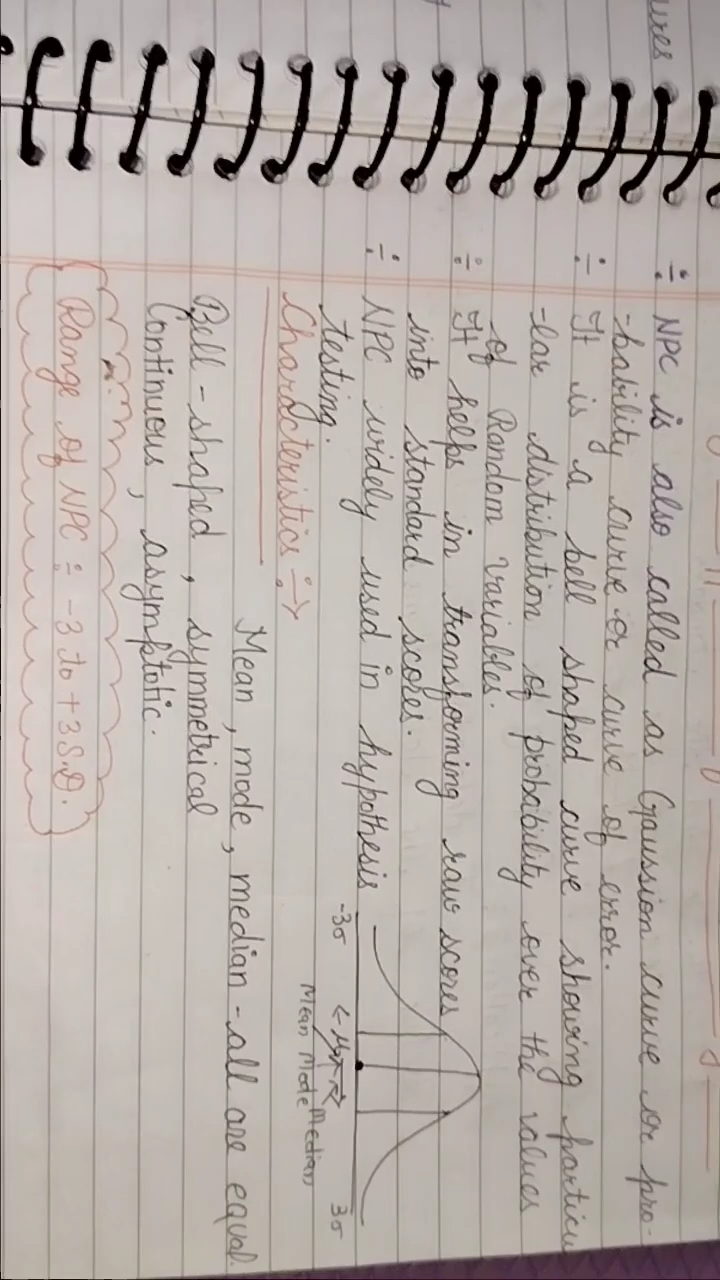 ures
÷ NPC is also called as Gaussion curve or pro-
-bability curve or curve of error.
÷ It is a bell shaped curve showing particu
-lar distribution of probability over the values
of Random variables.
÷ It helps in transforming raw scores
into standard scores.
÷ NPC widely used in hypothesis
testing.
-3σ 3σ
Mean Mode Median
Characteristics :→
Mean, mode, median - all are equal.
Bell-shaped, symmetrical
Continuous, asymptotic.
Range of NPC :- -3 to +3 S.D.